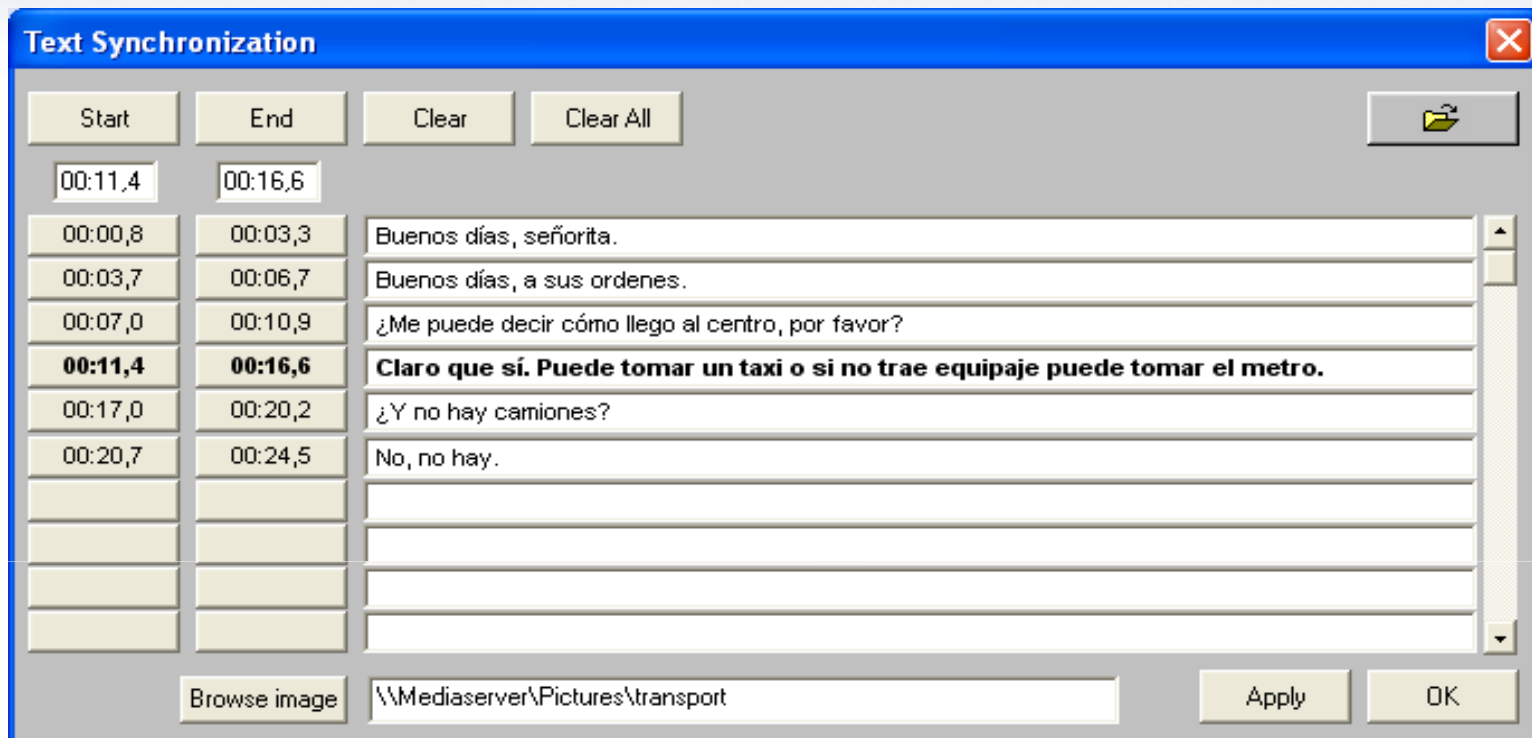 Text Synchronization
Start End Clear Clear All
00:11,4 00:16,6
00:00,8 00:03,3 Buenos días, señorita.
00:03,7 00:06,7 Buenos días, a sus ordenes.
00:07,0 00:10,9 ¿Me puede decir cómo llego al centro, por favor?
00:11,4 00:16,6 Claro que sí. Puede tomar un taxi o si no trae equipaje puede tomar el metro.
00:17,0 00:20,2 ¿Y no hay camiones?
00:20,7 00:24,5 No, no hay.
Browse image \\Mediaserver\Pictures\transport Apply OK